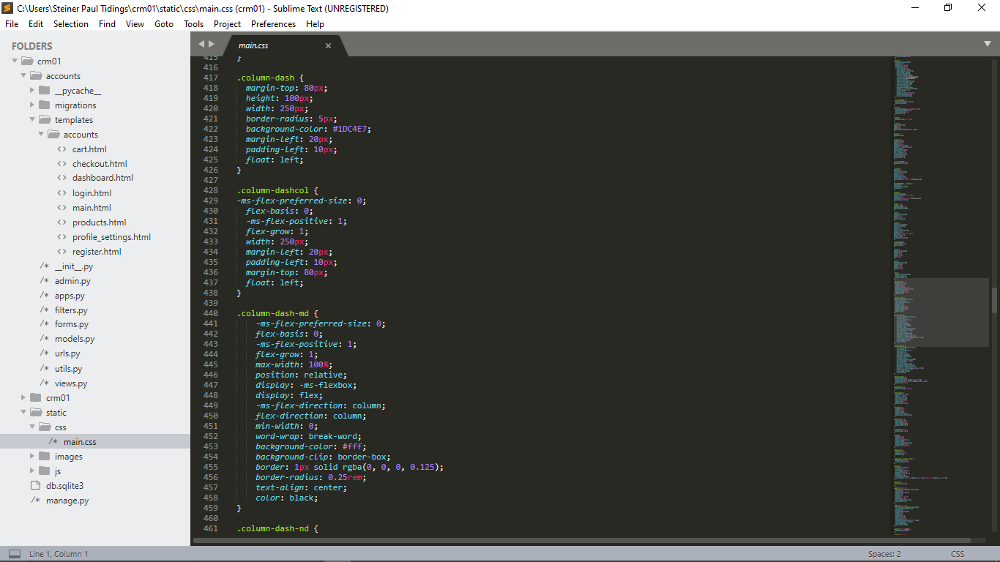 C:\Users\Steiner Paul Tidings\crm01\static\css\main.css (crm01) - Sublime Text (UNREGISTERED)
File Edit Selection Find View Goto Tools Project Preferences Help
FOLDERS
crm01
accounts
__pycache__
migrations
templates
accounts
<> cart.html
<> checkout.html
<> dashboard.html
<> login.html
<> main.html
<> products.html
<> profile_settings.html
<> register.html
/* __init__.py
/* admin.py
/* apps.py
/* filters.py
/* forms.py
/* models.py
/* urls.py
/* utils.py
/* views.py
crm01
static
css
/* main.css
images
js
db.sqlite3
/* manage.py
main.css
415 }
416
417 .column-dash {
418 margin-top: 80px;
419 height: 100px;
420 width: 250px;
421 border-radius: 5px;
422 background-color: #1DC4E7;
423 margin-left: 20px;
424 padding-left: 10px;
425 float: left;
426 }
427
428 .column-dashcol {
429 -ms-flex-preferred-size: 0;
430 flex-basis: 0;
431 -ms-flex-positive: 1;
432 flex-grow: 1;
433 width: 250px;
434 margin-left: 20px;
435 padding-left: 10px;
436 margin-top: 80px;
437 float: left;
438 }
439
440 .column-dash-md {
441 -ms-flex-preferred-size: 0;
442 flex-basis: 0;
443 -ms-flex-positive: 1;
444 flex-grow: 1;
445 max-width: 100%;
446 position: relative;
447 display: -ms-flexbox;
448 display: flex;
449 -ms-flex-direction: column;
450 flex-direction: column;
451 min-width: 0;
452 word-wrap: break-word;
453 background-color: #fff;
454 background-clip: border-box;
455 border: 1px solid rgba(0, 0, 0, 0.125);
456 border-radius: 0.25rem;
457 text-align: center;
458 color: black;
459 }
460
461 .column-dash-nd {
Line 1, Column 1
Spaces: 2
CSS